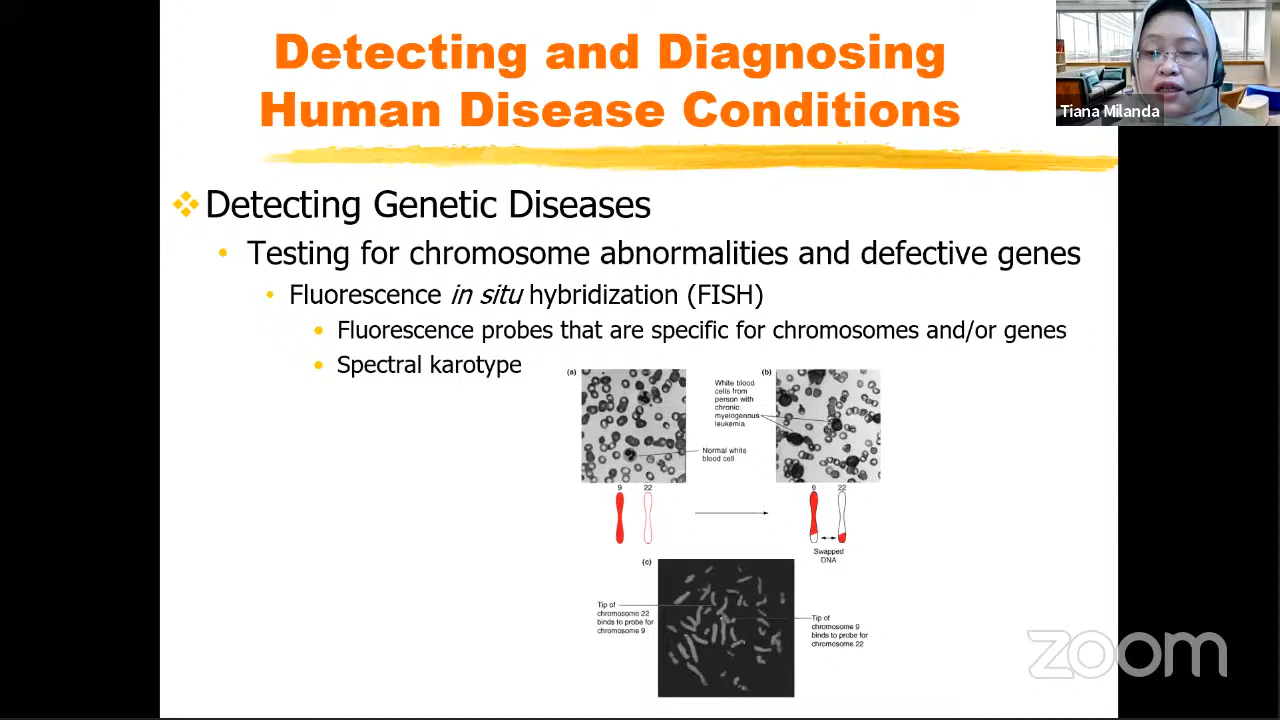 Detecting and Diagnosing
Human Disease Conditions
Tiana Milanda
Detecting Genetic Diseases
Testing for chromosome abnormalities and defective genes
Fluorescence in situ hybridization (FISH)
Fluorescence probes that are specific for chromosomes and/or genes
Spectral karotype
(a)
White blood
cells from
person with
chronic
myelogenous
leukemia
(b)
Normal white
blood cell
9 22
9 22
Swapped
DNA
(c)
Tip of
chromosome 22
binds to probe for
chromosome 9
Tip of
chromosome 9
binds to probe for
chromosome 22
zoom